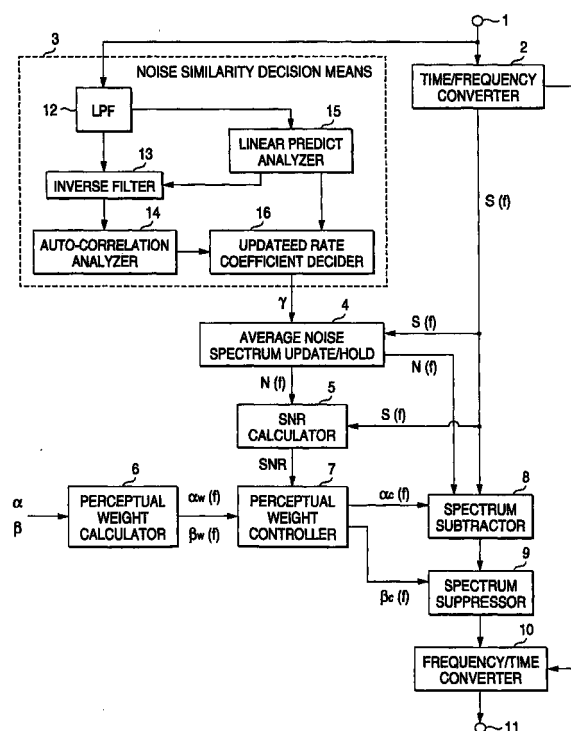 1
3
2
NOISE SIMILARITY DECISION MEANS
TIME/FREQUENCY
CONVERTER
12
LPF
15
LINEAR PREDICT
ANALYZER
13
INVERSE FILTER
S (f)
14
AUTO-CORRELATION
ANALYZER
16
UPDATEED RATE
COEFFICIENT DECIDER
γ
4
AVERAGE NOISE
SPECTRUM UPDATE/HOLD
S (f)
N (f)
N (f)
5
SNR
CALCULATOR
S (f)
SNR
α
β
6
PERCEPTUAL
WEIGHT
CALCULATOR
αw (f)
βw (f)
7
PERCEPTUAL
WEIGHT
CONTROLLER
αc (f)
βc (f)
8
SPECTRUM
SUBTRACTOR
9
SPECTRUM
SUPPRESSOR
10
FREQUENCY/TIME
CONVERTER
11